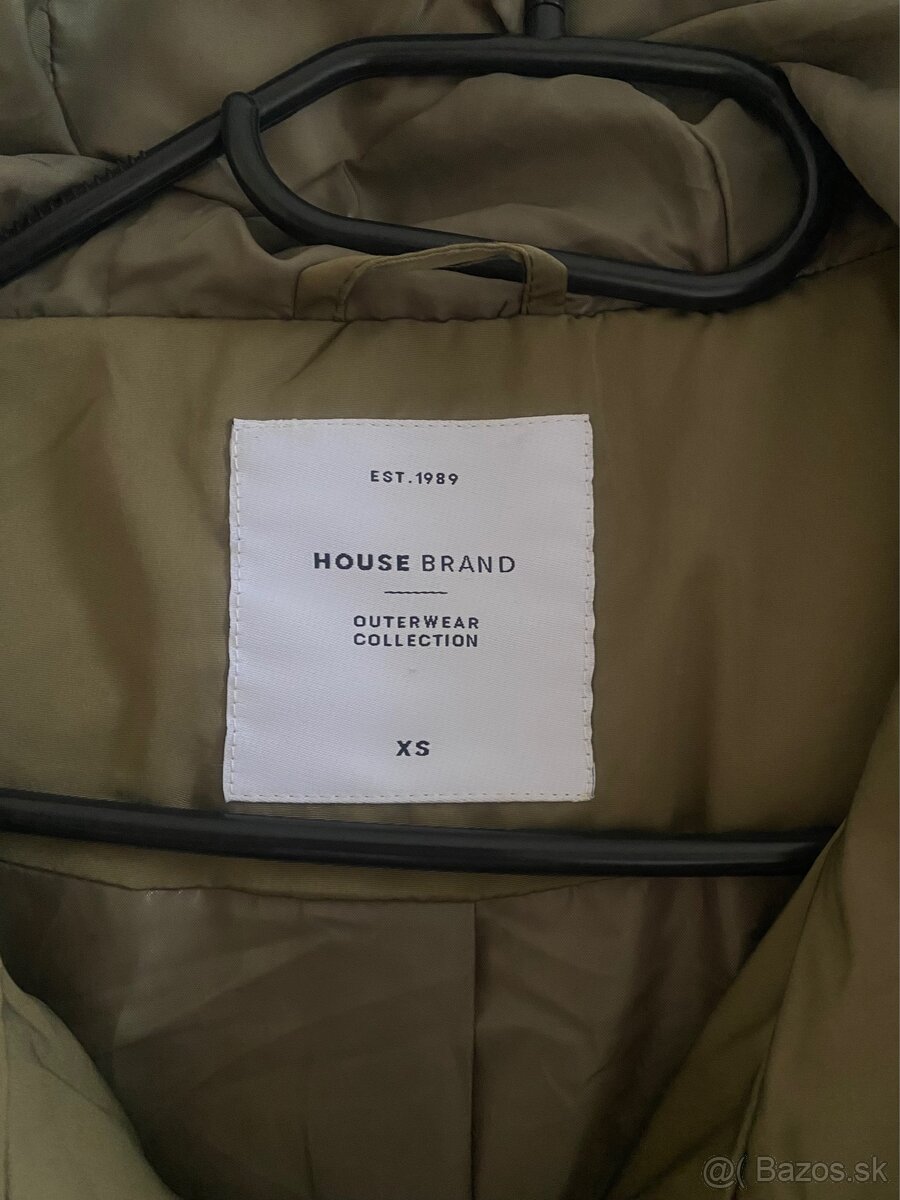 EST.1989
HOUSE BRAND
OUTERWEAR
COLLECTION
XS
@( Bazos.sk